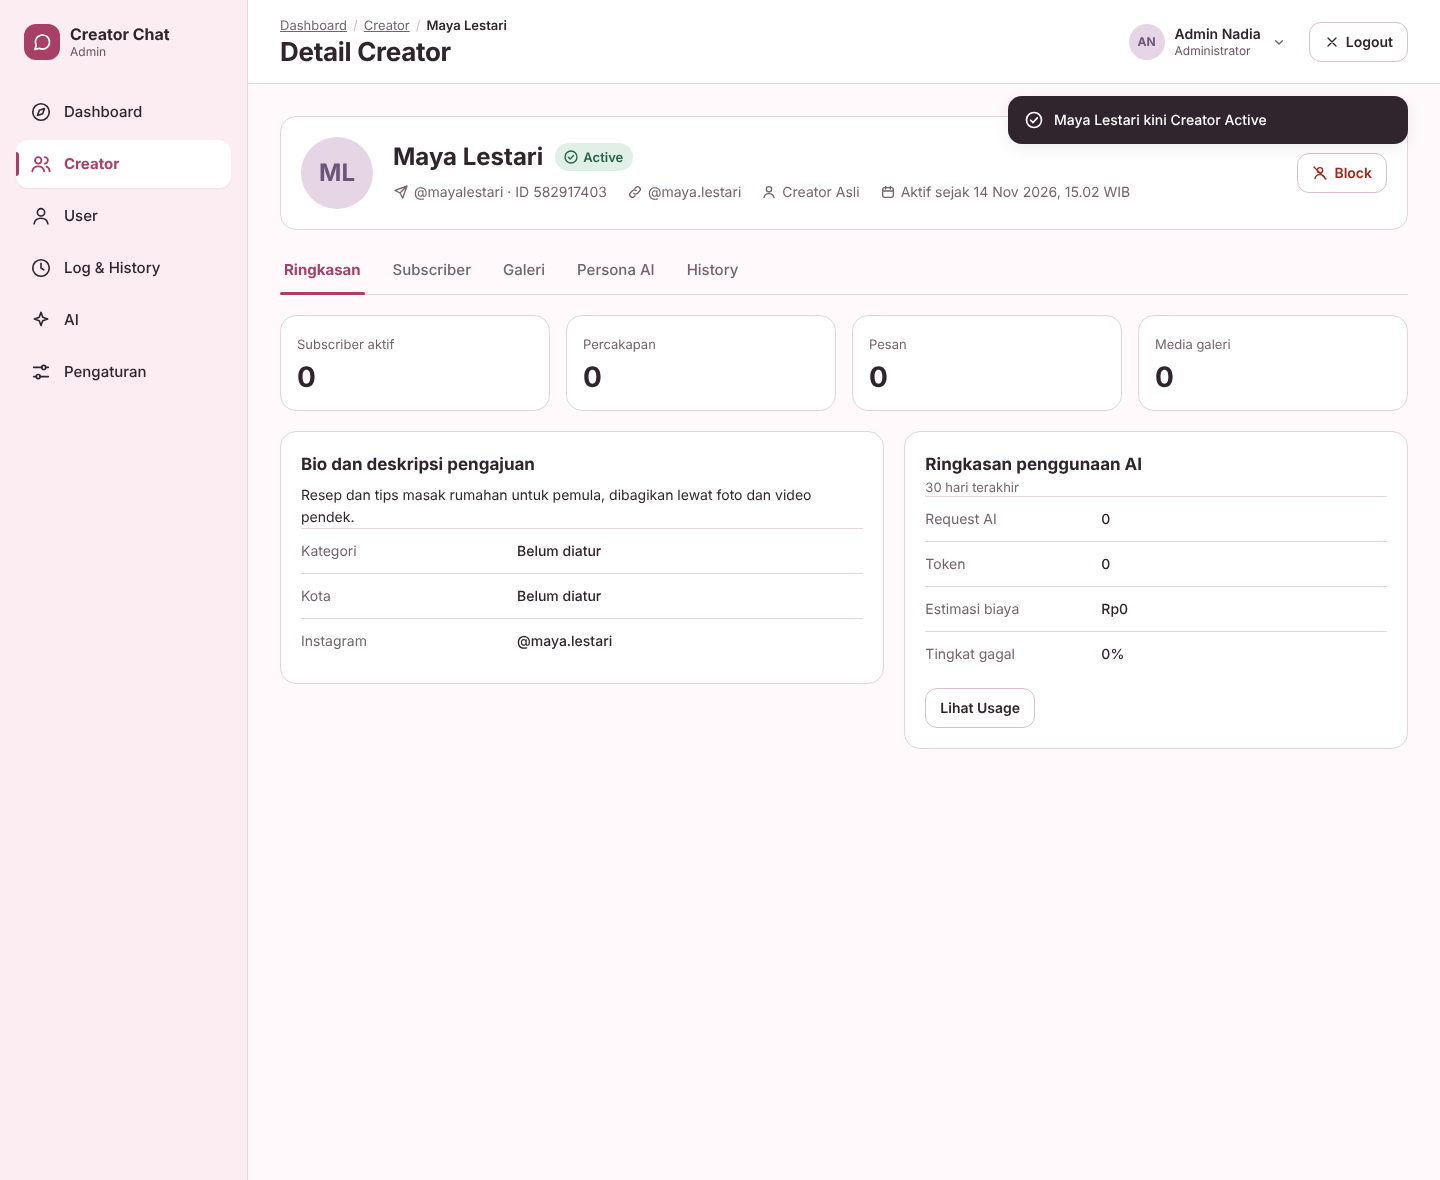 Creator Chat
Admin
Dashboard
Creator
User
Log & History
AI
Pengaturan
Dashboard / Creator / Maya Lestari
Detail Creator
AN
Admin Nadia
Administrator
Logout
Maya Lestari kini Creator Active
ML
Maya Lestari
Active
@mayalestari · ID 582917403
@maya.lestari
Creator Asli
Aktif sejak 14 Nov 2026, 15.02 WIB
Block
Ringkasan
Subscriber
Galeri
Persona AI
History
Subscriber aktif
0
Percakapan
0
Pesan
0
Media galeri
0
Bio dan deskripsi pengajuan
Resep dan tips masak rumahan untuk pemula, dibagikan lewat foto dan video
pendek.
Kategori Belum diatur
Kota Belum diatur
Instagram @maya.lestari
Ringkasan penggunaan AI
30 hari terakhir
Request AI 0
Token 0
Estimasi biaya Rp0
Tingkat gagal 0%
Lihat Usage